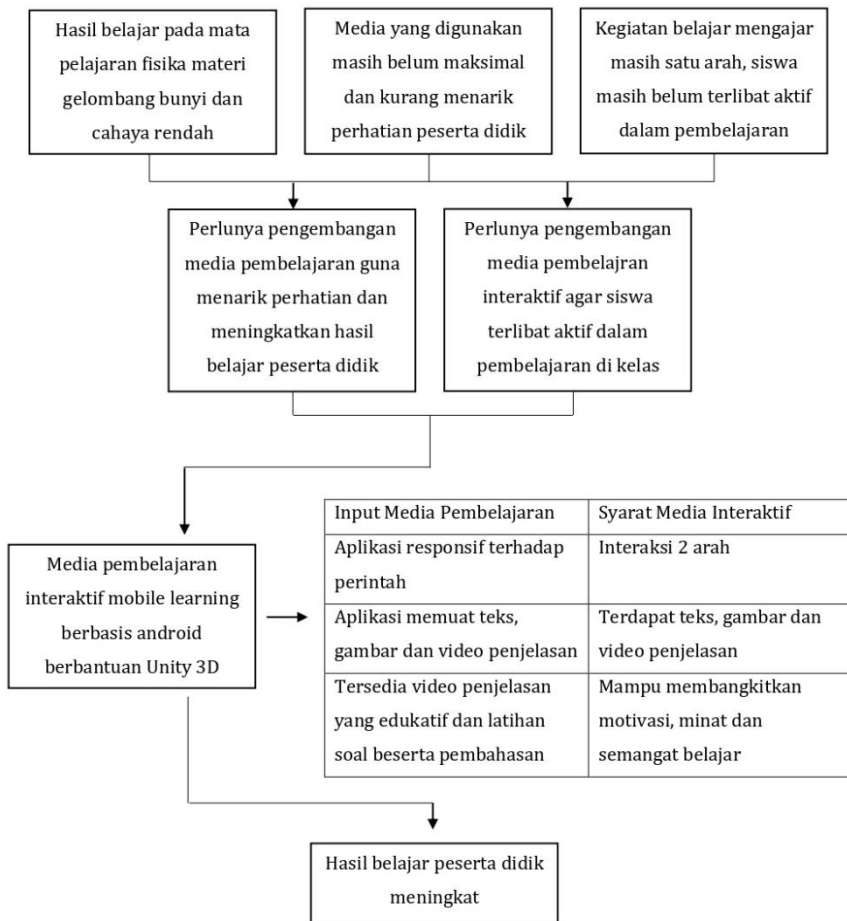 Hasil belajar pada mata
pelajaran fisika materi
gelombang bunyi dan
cahaya rendah
Media yang digunakan
masih belum maksimal
dan kurang menarik
perhatian peserta didik
Kegiatan belajar mengajar
masih satu arah, siswa
masih belum terlibat aktif
dalam pembelajaran
Perlunya pengembangan
media pembelajaran guna
menarik perhatian dan
meningkatkan hasil
belajar peserta didik
Perlunya pengembangan
media pembelajran
interaktif agar siswa
terlibat aktif dalam
pembelajaran di kelas
Media pembelajaran
interaktif mobile learning
berbasis android
berbantuan Unity 3D
Input Media Pembelajaran
Syarat Media Interaktif
Aplikasi responsif terhadap
perintah
Interaksi 2 arah
Aplikasi memuat teks,
gambar dan video penjelasan
Terdapat teks, gambar dan
video penjelasan
Tersedia video penjelasan
yang edukatif dan latihan
soal beserta pembahasan
Mampu membangkitkan
motivasi, minat dan
semangat belajar
Hasil belajar peserta didik
meningkat